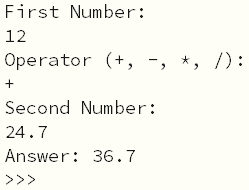 First Number:
12
Operator (+, -, *, /):
+
Second Number:
24.7
Answer: 36.7
>>>